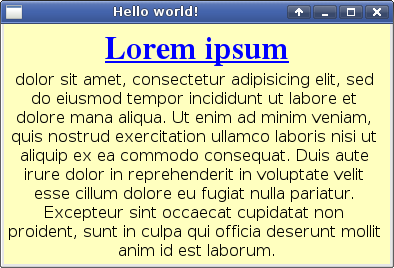 Hello world!
Lorem ipsum
dolor sit amet, consectetur adipisicing elit, sed
do eiusmod tempor incididunt ut labore et
dolore mana aliqua. Ut enim ad minim veniam,
quis nostrud exercitation ullamco laboris nisi ut
aliquip ex ea commodo consequat. Duis aute
irure dolor in reprehenderit in voluptate velit
esse cillum dolore eu fugiat nulla pariatur.
Excepteur sint occaecat cupidatat non
proident, sunt in culpa qui officia deserunt mollit
anim id est laborum.